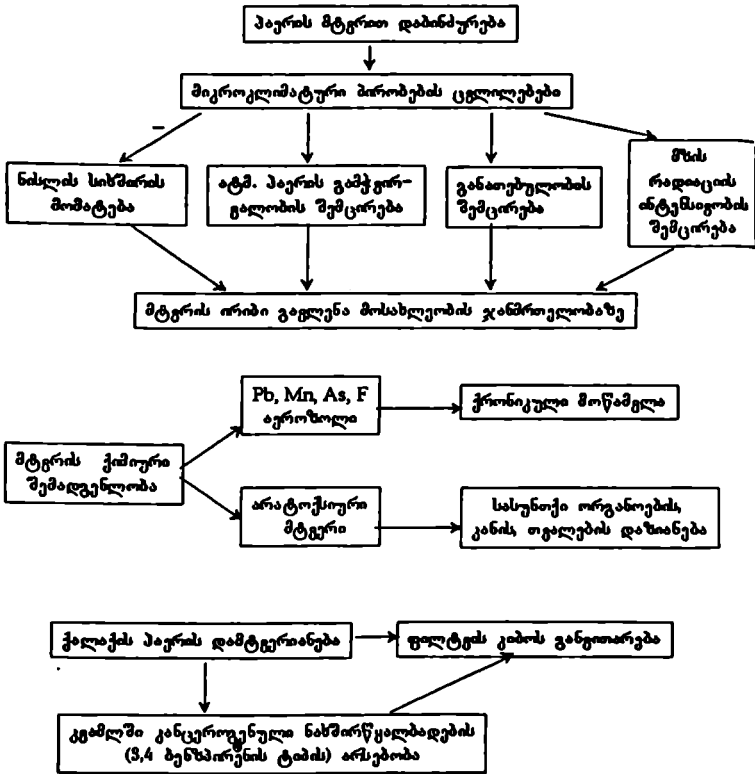 ჰაერის მტვრით დაბინძურება
მიკროკლიმატური პირობების ცვლილებები
–
ნისლის სიხშირის
მომატება
ატმ. ჰაერის გამჭვირ-
ვალობის შემცირება
განათებულობის
შემცირება
მზის
რადიაციის
ინტენსივობის
შემცირება
მტვრის ირიბი გავლენა მოსახლეობის ჯანმრთელობაზე
მტვრის ქიმიური
შემადგენლობა
Pb, Mn, As, F
აეროზოლი
ქრონიკული მოწამვლა
არატოქსიური
მტვერი
სასუნთქი ორგანოების,
კანის, თვალების დაზიანება
ქალაქის ჰაერის დამტვერიანება
ფილტვის კიბოს განვითარება
კვამლში კანცეროგენული ნახშირწყალბადების
(3,4 ბენზპირენის ტიპის) არსებობა